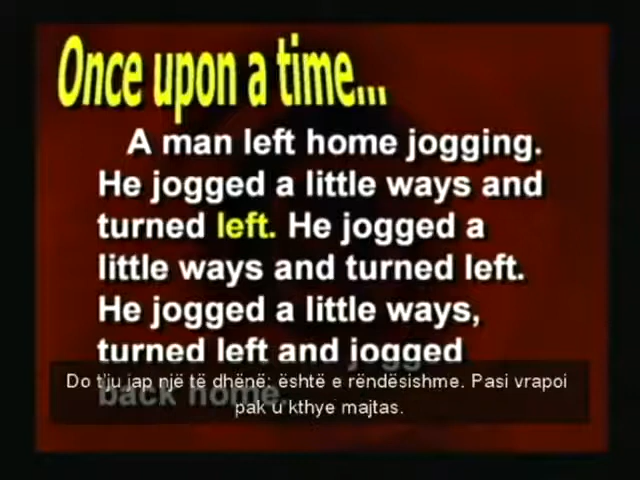 Once upon a time...
A man left home jogging.
He jogged a little ways and
turned left. He jogged a
little ways and turned left.
He jogged a little ways,
turned left and jogged
back home.
Do t'ju jap një të dhënë: është e rëndësishme. Pasi vrapoi
pak u kthye majtas.